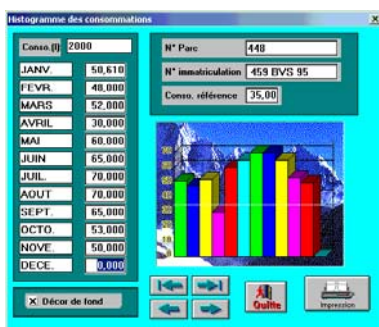 Histogramme des consommations
Conso.(l) 2000
JANV. 50,610
FEVR. 48,000
MARS 52,000
AVRIL 30,000
MAI 60,000
JUIN 65,000
JUIL. 70,000
AOUT 70,000
SEPT. 65,000
OCTO. 53,000
NOVE. 50,000
DECE. 0,000
X Décor de fond
N° Parc 448
N° immatriculation 459 BVS 95
Conso. référence 35,00
Quitte
Impression